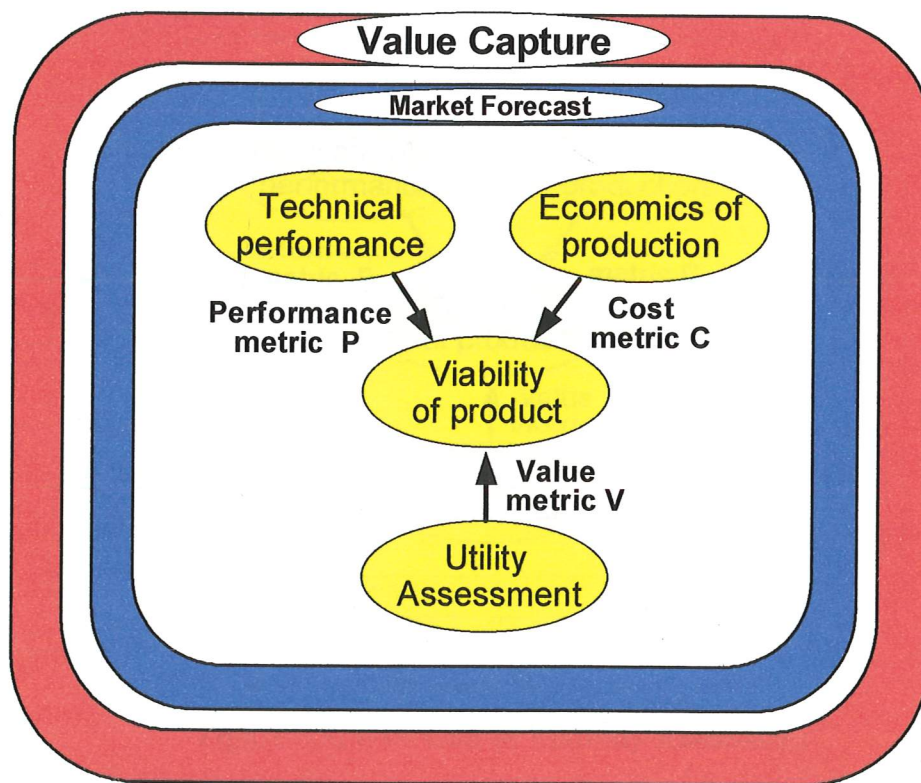 Value Capture
Market Forecast
Technical
performance
Economics of
production
Performance
metric P
Cost
metric C
Viability
of product
Value
metric V
Utility
Assessment